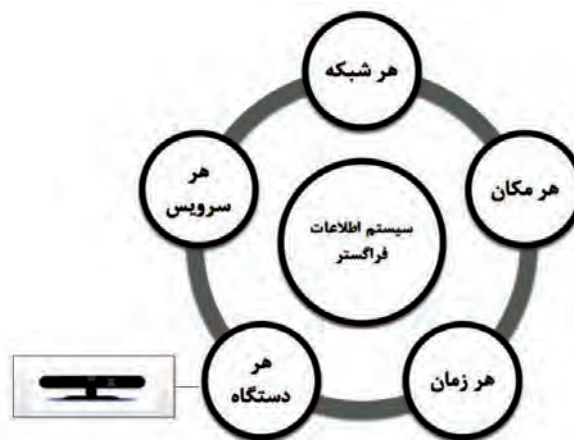 هر شبکه
هر مکان
هر
سرویس
سیستم اطلاعات
فراگستر
هر زمان
هر
دستگاه